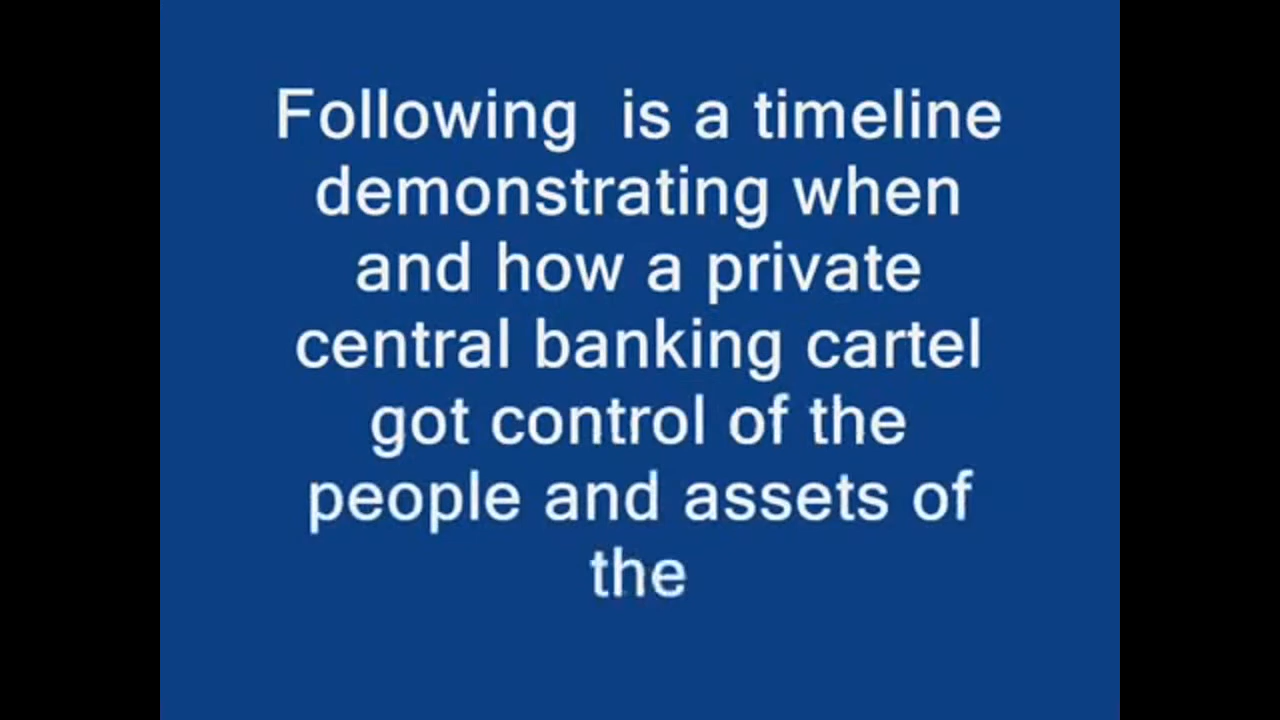 Following  is a timeline
demonstrating when
and how a private
central banking cartel
got control of the
people and assets of
the